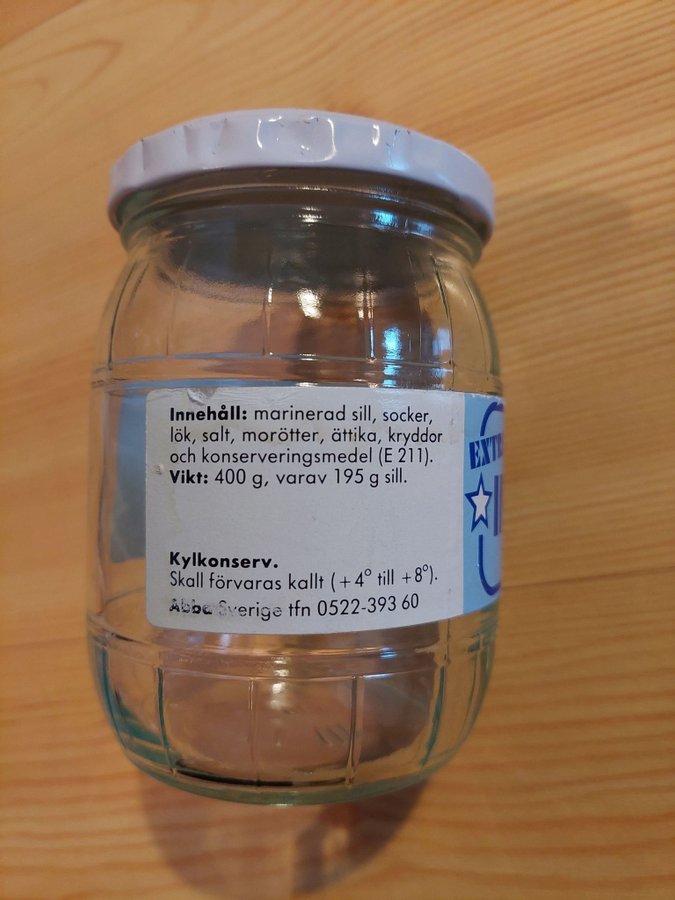 Innehåll: marinerad sill, socker,
lök, salt, morötter, ättika, kryddor
och konserveringsmedel (E 211).
Vikt: 400 g, varav 195 g sill.
Kylkonserv.
Skall förvaras kallt (+4° till +8°).
Abba Sverige tfn 0522-393 60